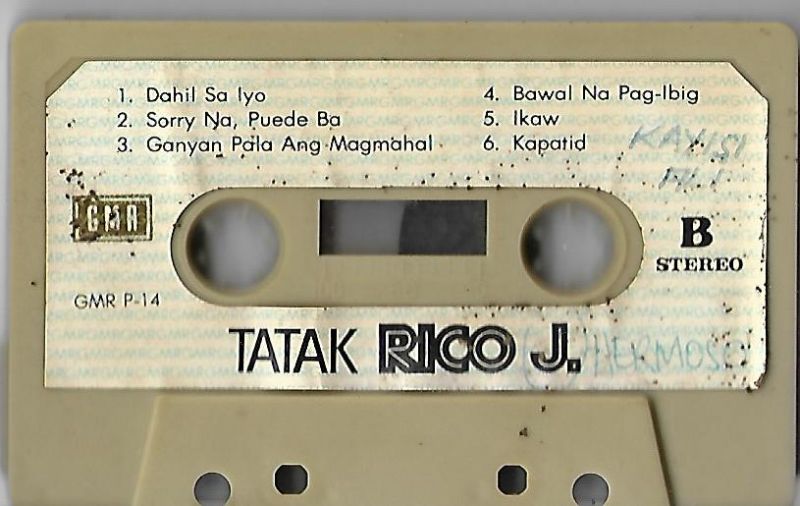 1. Dahil Sa Iyo
2. Sorry Na, Puede Ba
3. Ganyan Pala Ang Magmahal
4. Bawal Na Pag-Ibig
5. Ikaw
6. Kapatid
GMR
B
STEREO
GMR P-14
TATAK RICO J.
HERMOSO